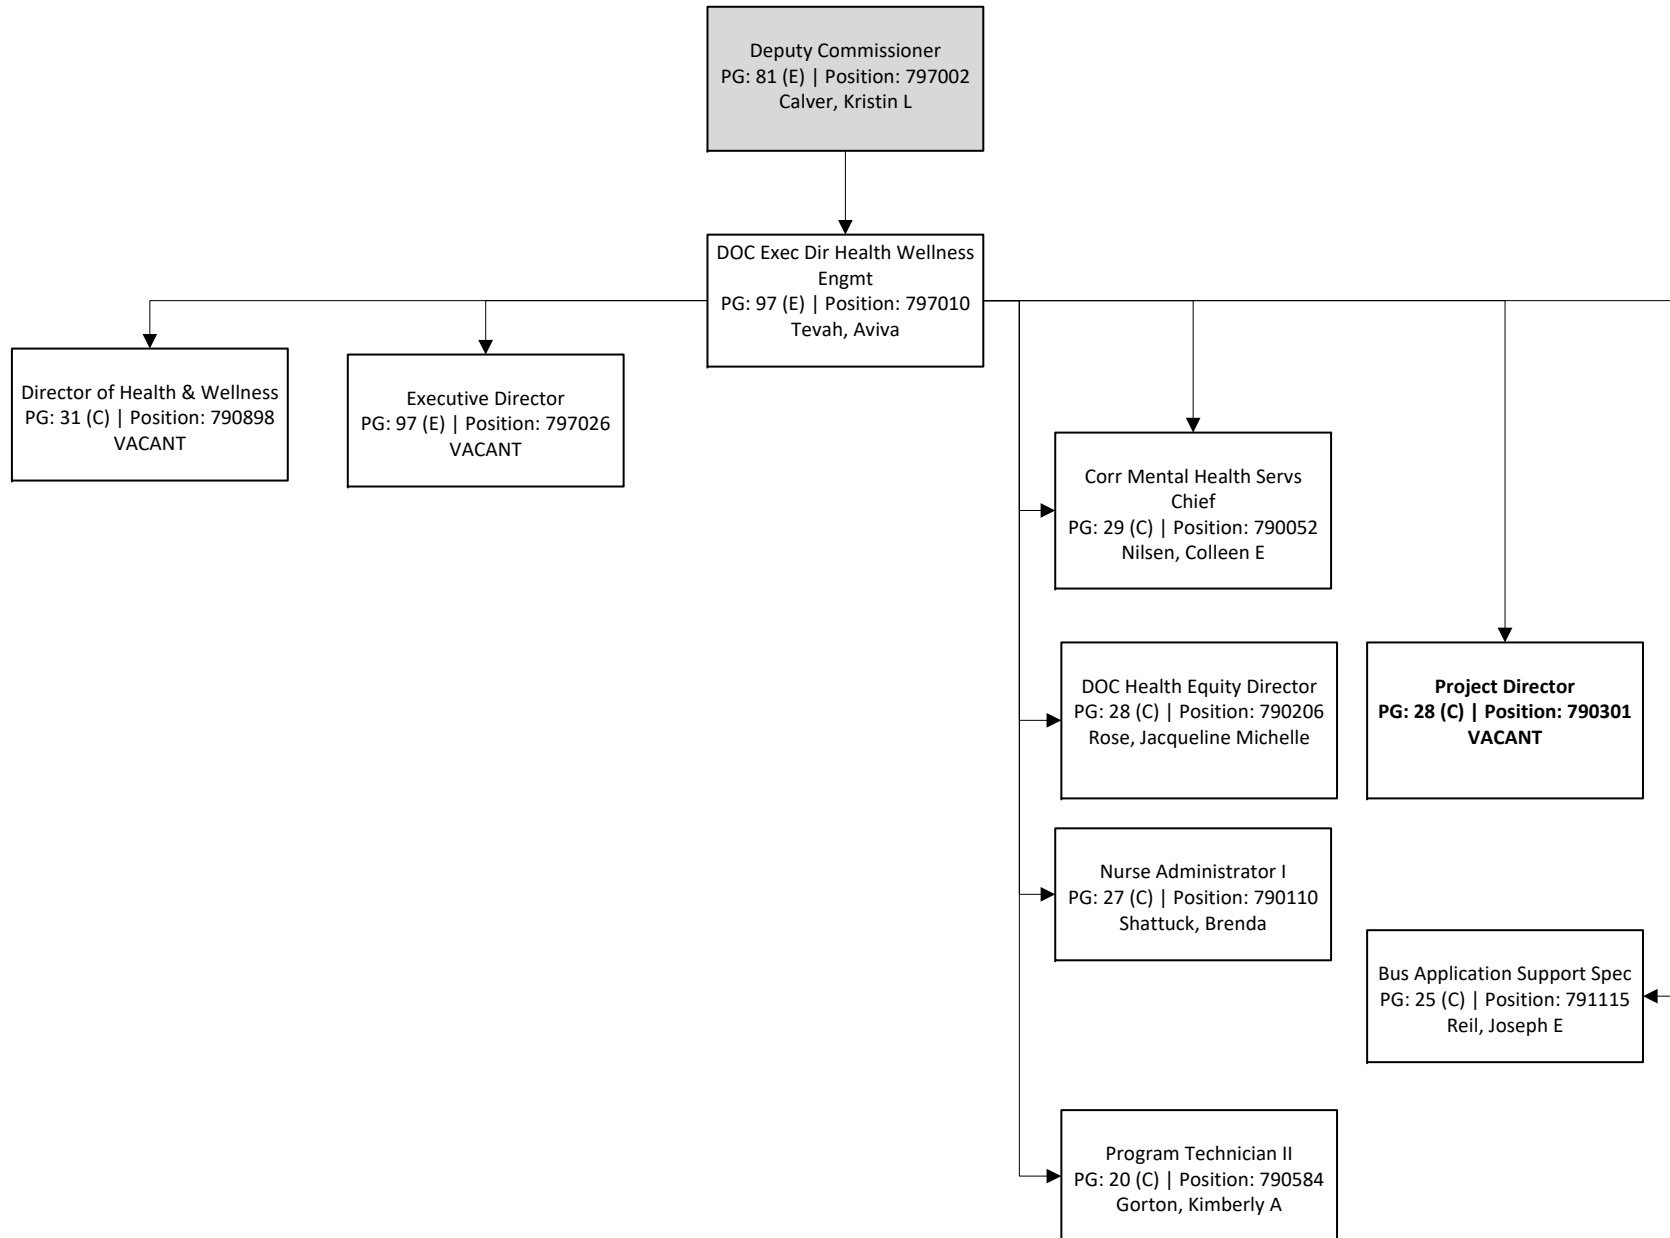 Deputy Commissioner
PG: 81 (E) | Position: 797002
Calver, Kristin L
DOC Exec Dir Health Wellness
Engmt
PG: 97 (E) | Position: 797010
Tevah, Aviva
Director of Health & Wellness
PG: 31 (C) | Position: 790898
VACANT
Executive Director
PG: 97 (E) | Position: 797026
VACANT
Corr Mental Health Servs
Chief
PG: 29 (C) | Position: 790052
Nilsen, Colleen E
DOC Health Equity Director
PG: 28 (C) | Position: 790206
Rose, Jacqueline Michelle
Project Director
PG: 28 (C) | Position: 790301
VACANT
Nurse Administrator I
PG: 27 (C) | Position: 790110
Shattuck, Brenda
Bus Application Support Spec
PG: 25 (C) | Position: 791115
Reil, Joseph E
Program Technician II
PG: 20 (C) | Position: 790584
Gorton, Kimberly A